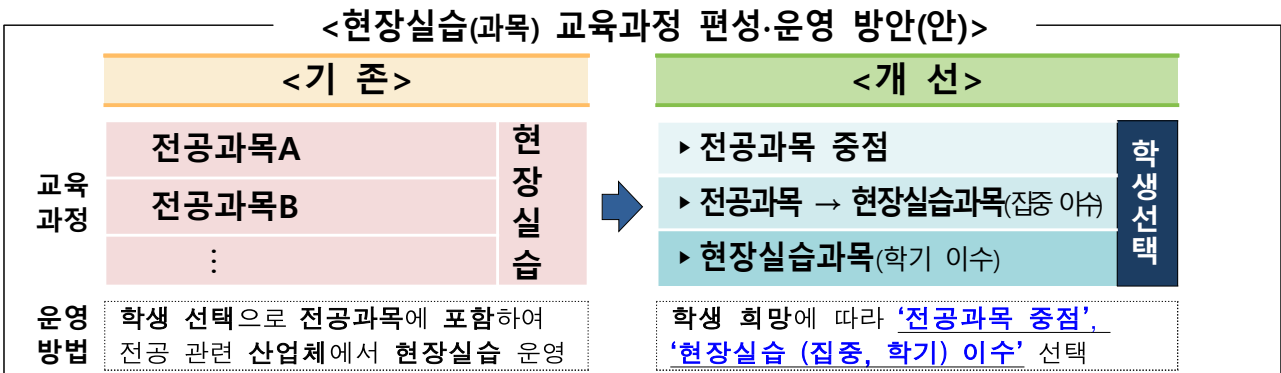 <현장실습(과목) 교육과정 편성·운영 방안(안)>
<기 존>
<개 선>
교육
과정
전공과목A
전공과목B
⋮
현
장
실
습
▸전공과목 중점
▸전공과목 → 현장실습과목(집중 이수)
▸현장실습과목(학기 이수)
학
생
선
택
운영
방법
학생 선택으로 전공과목에 포함하여
전공 관련 산업체에서 현장실습 운영
학생 희망에 따라 ‘전공과목 중점’,
‘현장실습 (집중, 학기) 이수’ 선택